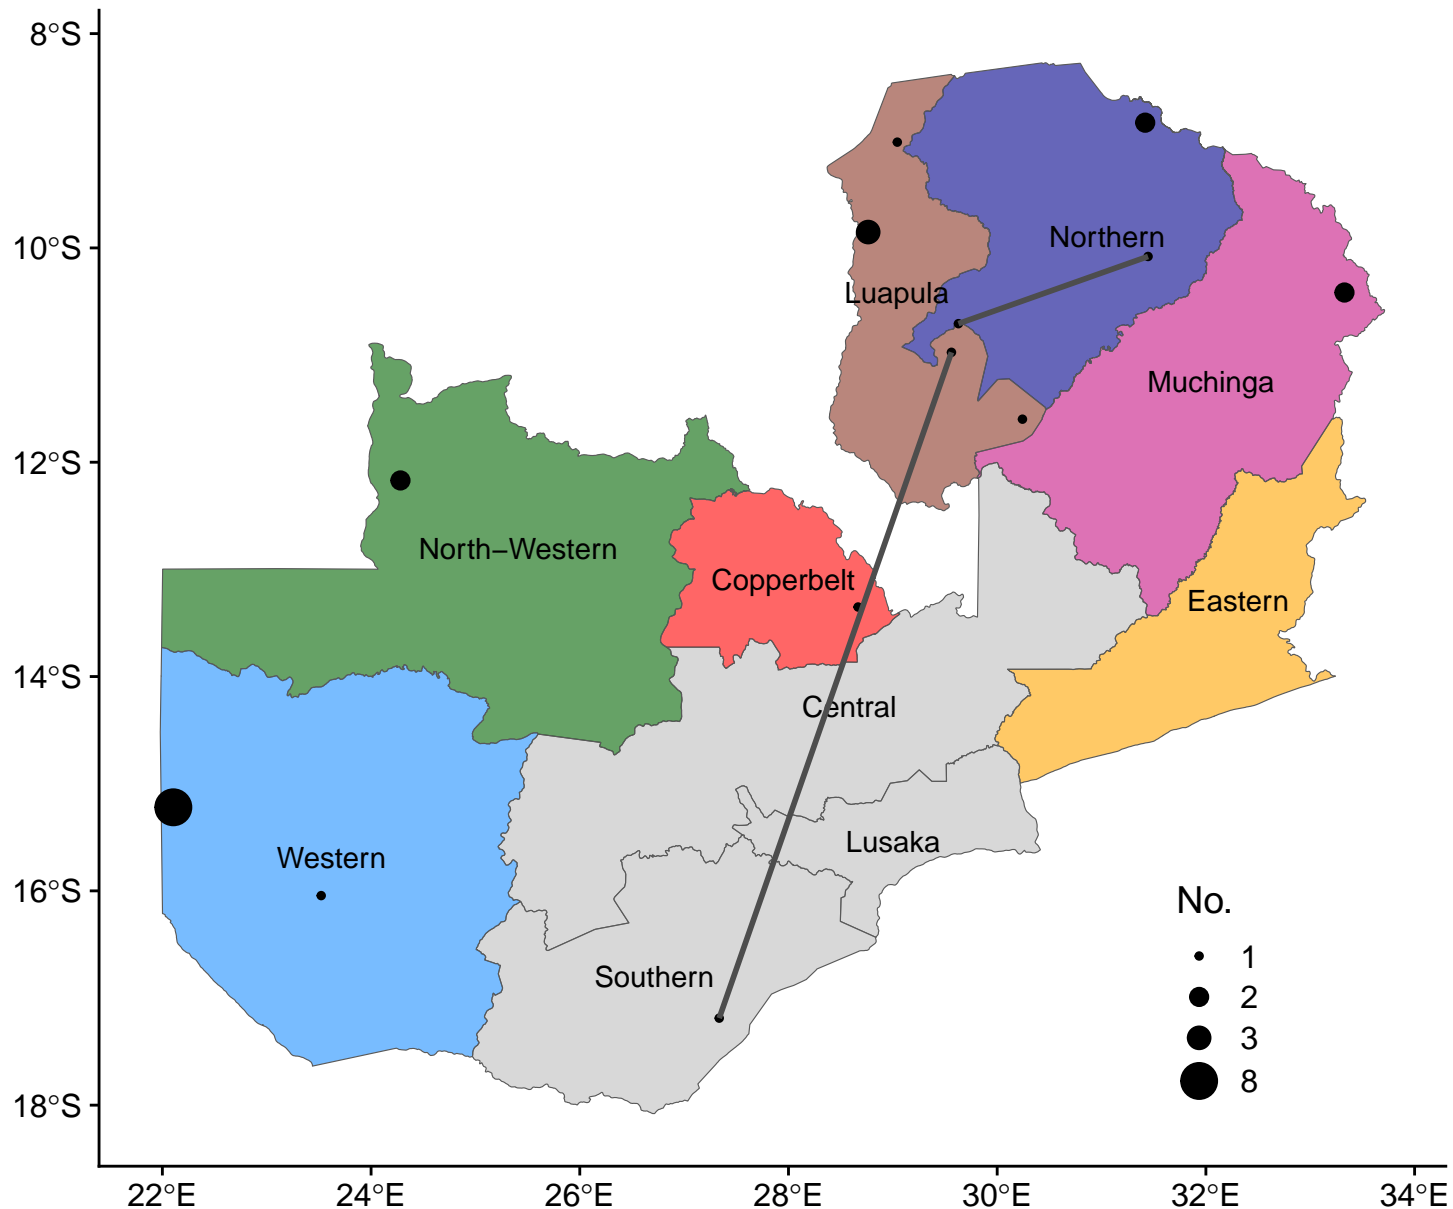 8°S
10°S
12°S
14°S
16°S
18°S
Northern
Luapula
Muchinga
North−Western
Copperbelt
Eastern
Central
Lusaka
Western
Southern
No.
1
2
3
8
22°E
24°E
26°E
28°E
30°E
32°E
34°E